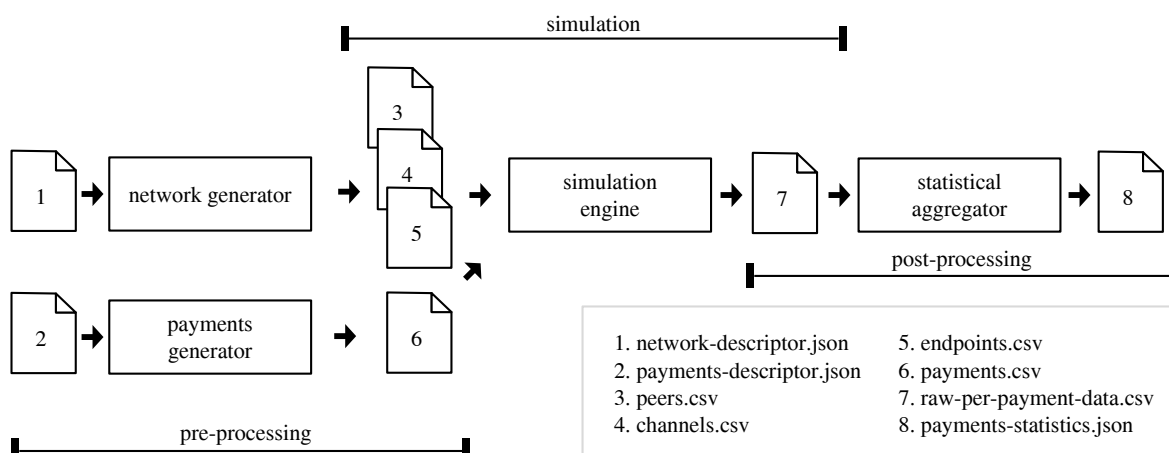 simulation
3
4
5
1
network generator
simulation
engine
7
statistical
aggregator
8
post-processing
2
payments
generator
6
1. network-descriptor.json
2. payments-descriptor.json
3. peers.csv
4. channels.csv
5. endpoints.csv
6. payments.csv
7. raw-per-payment-data.csv
8. payments-statistics.json
pre-processing